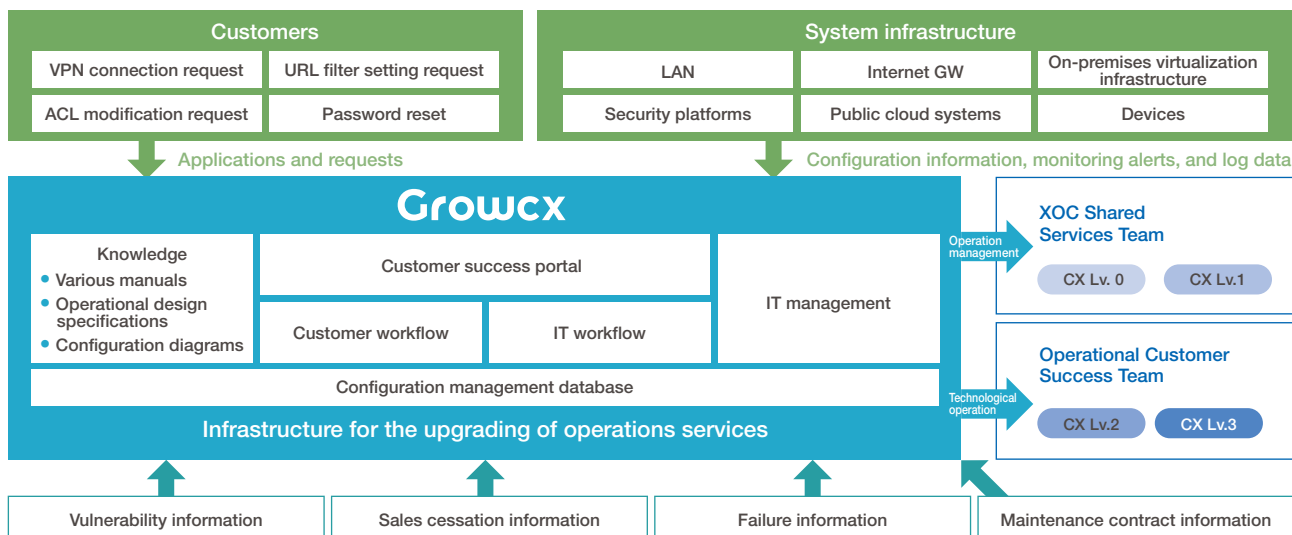 Customers
VPN connection request
URL filter setting request
ACL modification request
Password reset
System infrastructure
LAN
Internet GW
On-premises virtualization
infrastructure
Security platforms
Public cloud systems
Devices
Applications and requests
Configuration information, monitoring alerts, and log data
Growcx
Knowledge
• Various manuals
• Operational design
specifications
• Configuration diagrams
Customer success portal
Customer workflow
IT workflow
IT management
Configuration management database
Infrastructure for the upgrading of operations services
Operation
management
XOC Shared
Services Team
CX Lv. 0
CX Lv.1
Technological
operation
Operational Customer
Success Team
CX Lv.2
CX Lv.3
Vulnerability information
Sales cessation information
Failure information
Maintenance contract information